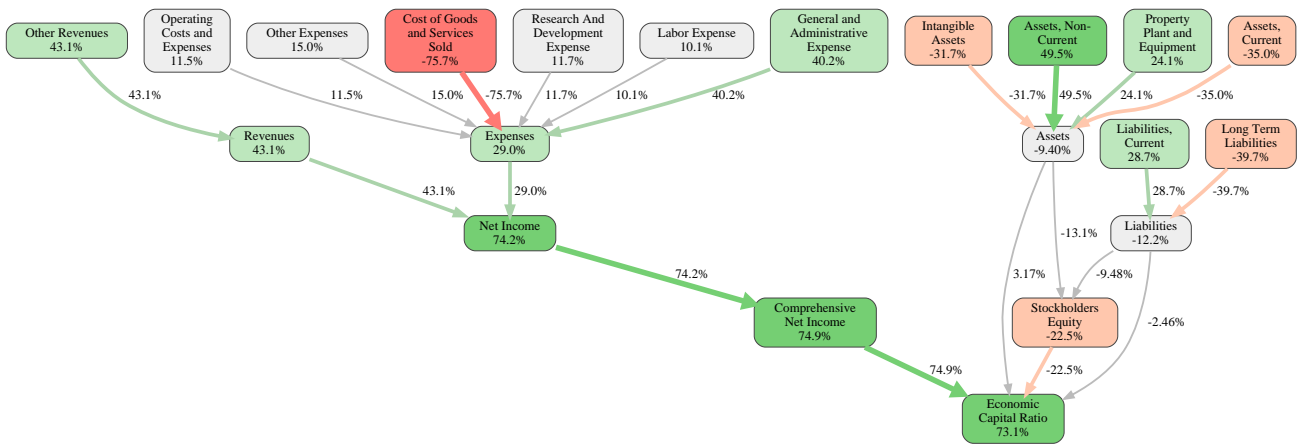 Other Revenues
43.1%
Operating
Costs and
Expenses
11.5%
Other Expenses
15.0%
Cost of Goods
and Services
Sold
-75.7%
Research And
Development
Expense
11.7%
Labor Expense
10.1%
General and
Administrative
Expense
40.2%
Intangible
Assets
-31.7%
Assets, Non-
Current
49.5%
Property
Plant and
Equipment
24.1%
Assets,
Current
-35.0%
43.1%
11.5%
15.0%
-75.7%
11.7%
10.1%
40.2%
-31.7%
49.5%
24.1%
-35.0%
Revenues
43.1%
Expenses
29.0%
Assets
-9.40%
Liabilities,
Current
28.7%
Long Term
Liabilities
-39.7%
43.1%
29.0%
28.7%
-39.7%
Net Income
74.2%
Liabilities
-12.2%
74.2%
3.17%
-13.1%
-9.48%
Comprehensive
Net Income
74.9%
Stockholders
Equity
-22.5%
-2.46%
74.9%
-22.5%
Economic
Capital Ratio
73.1%